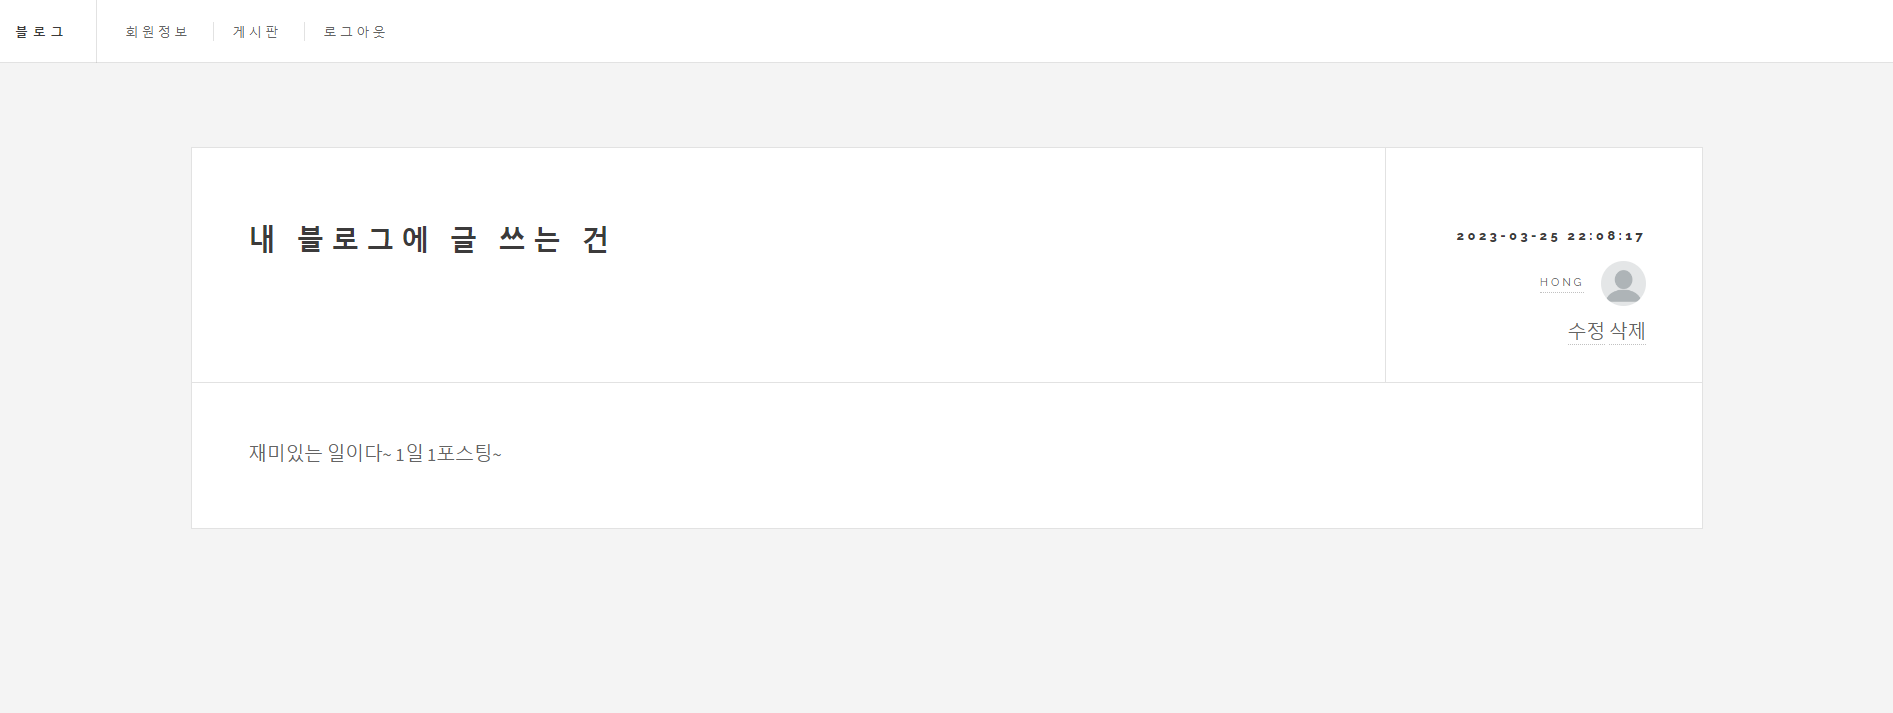 블로그 회원정보 게시판 로그아웃
내 블로그에 글 쓰는 건
2023-03-25 22:08:17
HONG
수정 삭제
재미있는 일이다~ 1일 1포스팅~